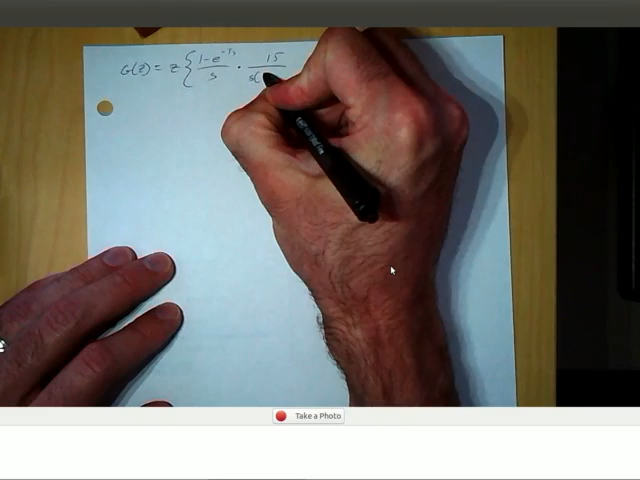 G(z) = z { 1-e^-Ts / s · 15 / s(
Take a Photo